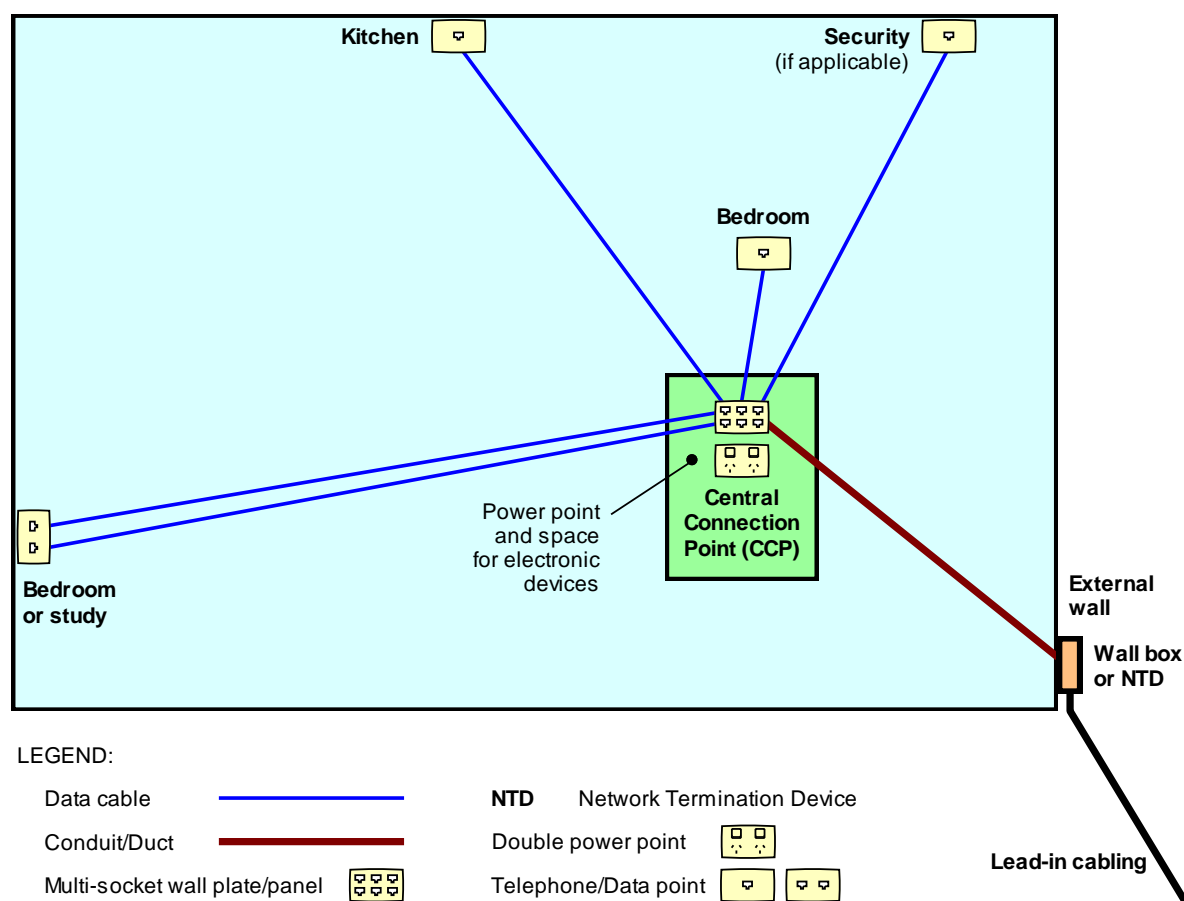 Kitchen
Security
(if applicable)
Bedroom
Central
Connection
Point (CCP)
Power point
and space
for electronic
devices
Bedroom
or study
External
wall
Wall box
or NTD
LEGEND:
Data cable
NTD Network Termination Device
Conduit/Duct
Double power point
Lead-in cabling
Multi-socket wall plate/panel
Telephone/Data point